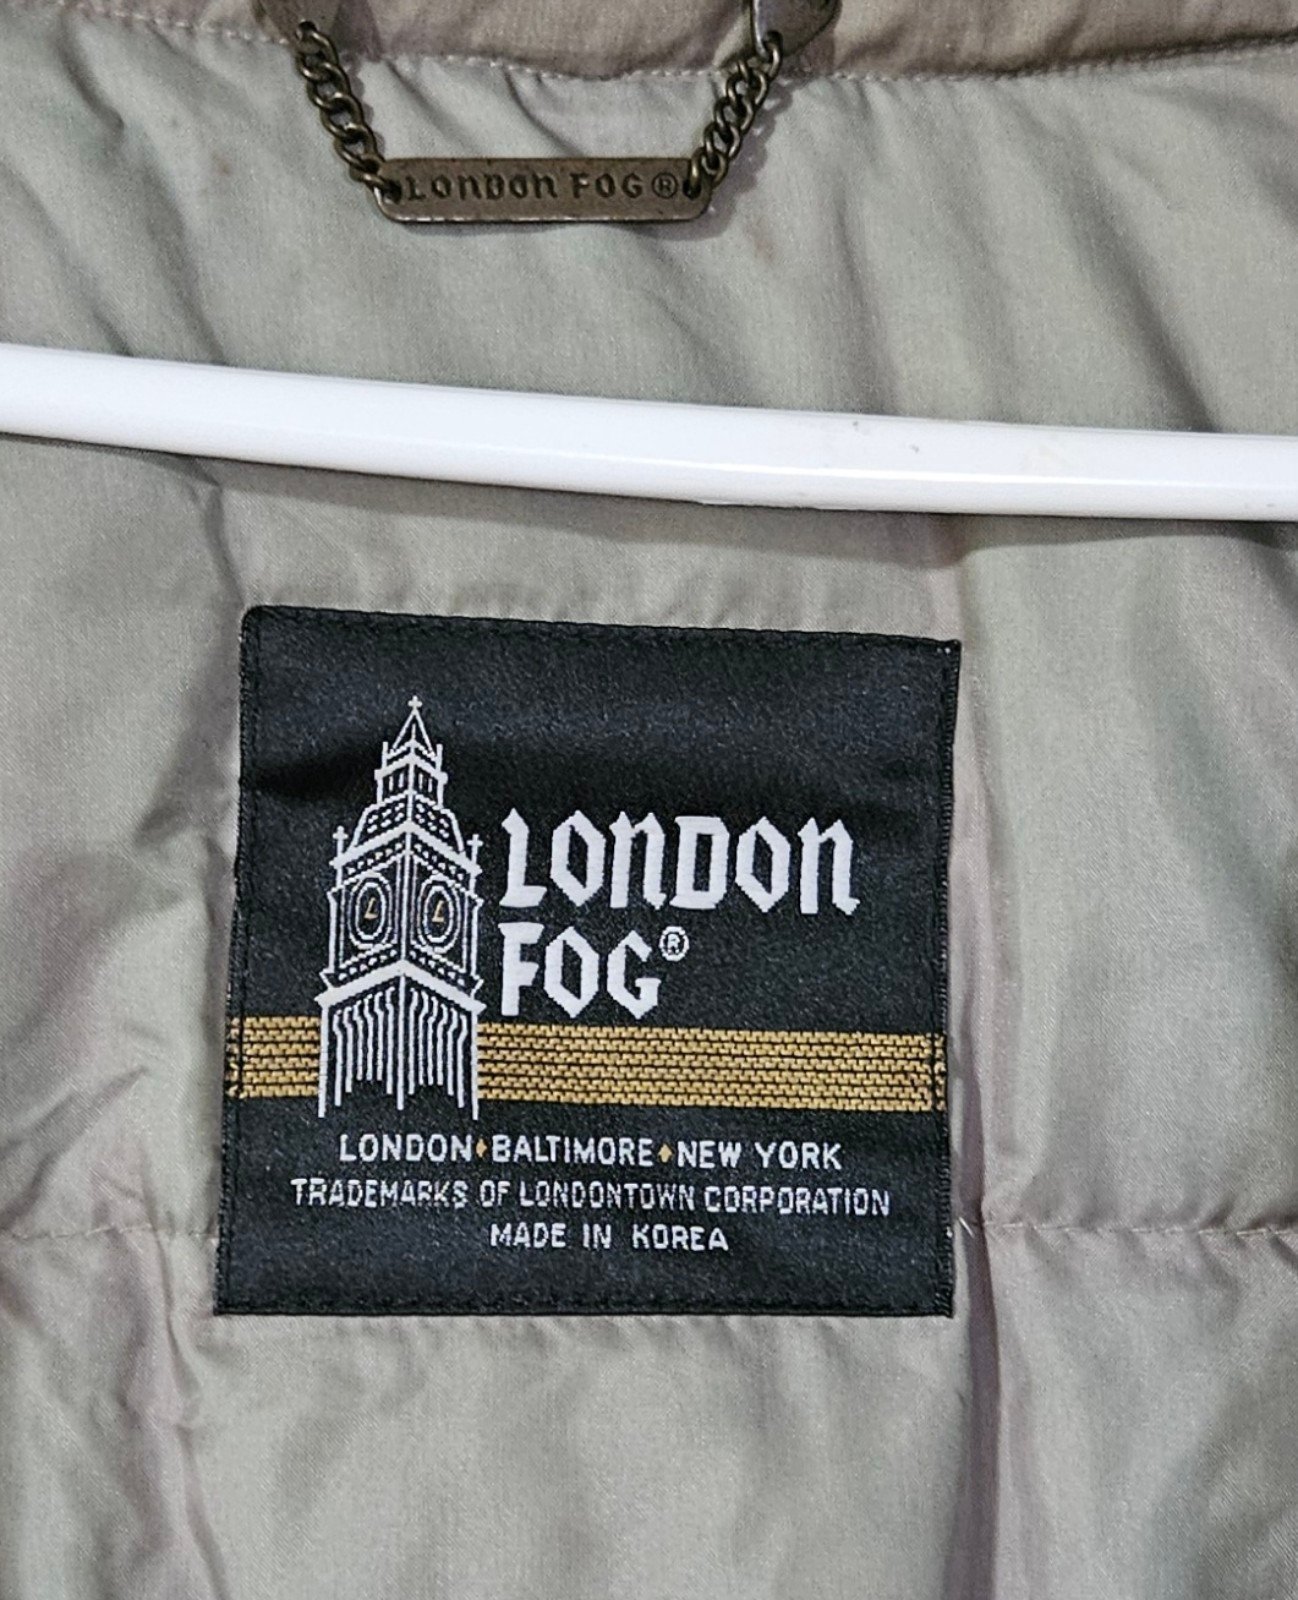 LONDON FOG®
LONDON
FOG®
LONDON♦BALTIMORE♦NEW YORK
TRADEMARKS OF LONDONTOWN CORPORATION
MADE IN KOREA